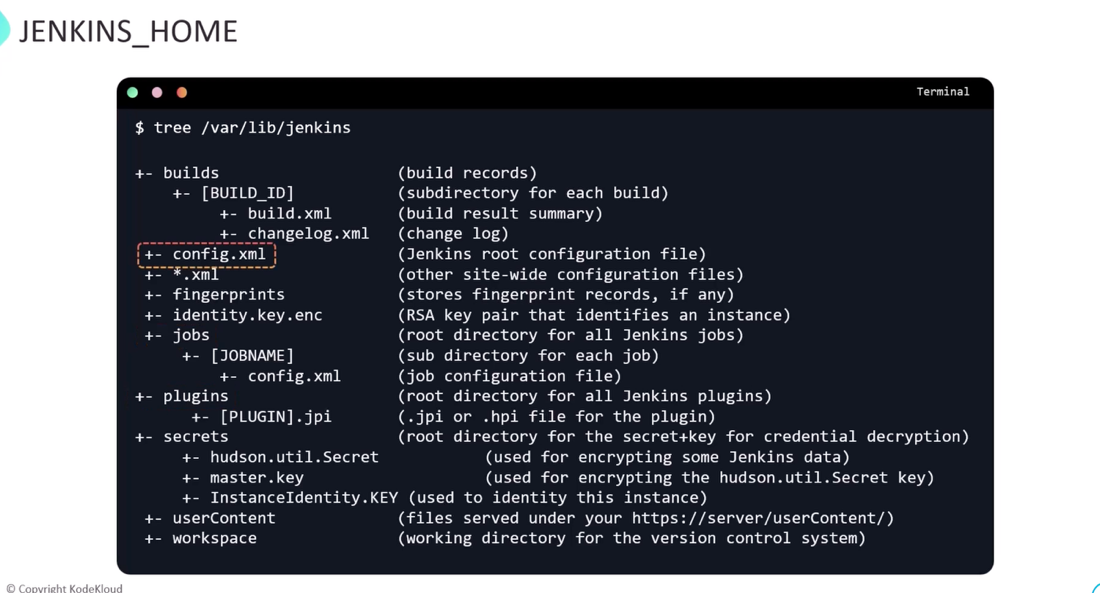 JENKINS_HOME
Terminal
$ tree /var/lib/jenkins
+- builds (build records)
+- [BUILD_ID] (subdirectory for each build)
+- build.xml (build result summary)
+- changelog.xml (change log)
+- config.xml (Jenkins root configuration file)
+- *.xml (other site-wide configuration files)
+- fingerprints (stores fingerprint records, if any)
+- identity.key.enc (RSA key pair that identifies an instance)
+- jobs (root directory for all Jenkins jobs)
+- [JOBNAME] (sub directory for each job)
+- config.xml (job configuration file)
+- plugins (root directory for all Jenkins plugins)
+- [PLUGIN].jpi (.jpi or .hpi file for the plugin)
+- secrets (root directory for the secret+key for credential decryption)
+- hudson.util.Secret (used for encrypting some Jenkins data)
+- master.key (used for encrypting the hudson.util.Secret key)
+- InstanceIdentity.KEY (used to identity this instance)
+- userContent (files served under your https://server/userContent/)
+- workspace (working directory for the version control system)
© Copyright KodeKloud